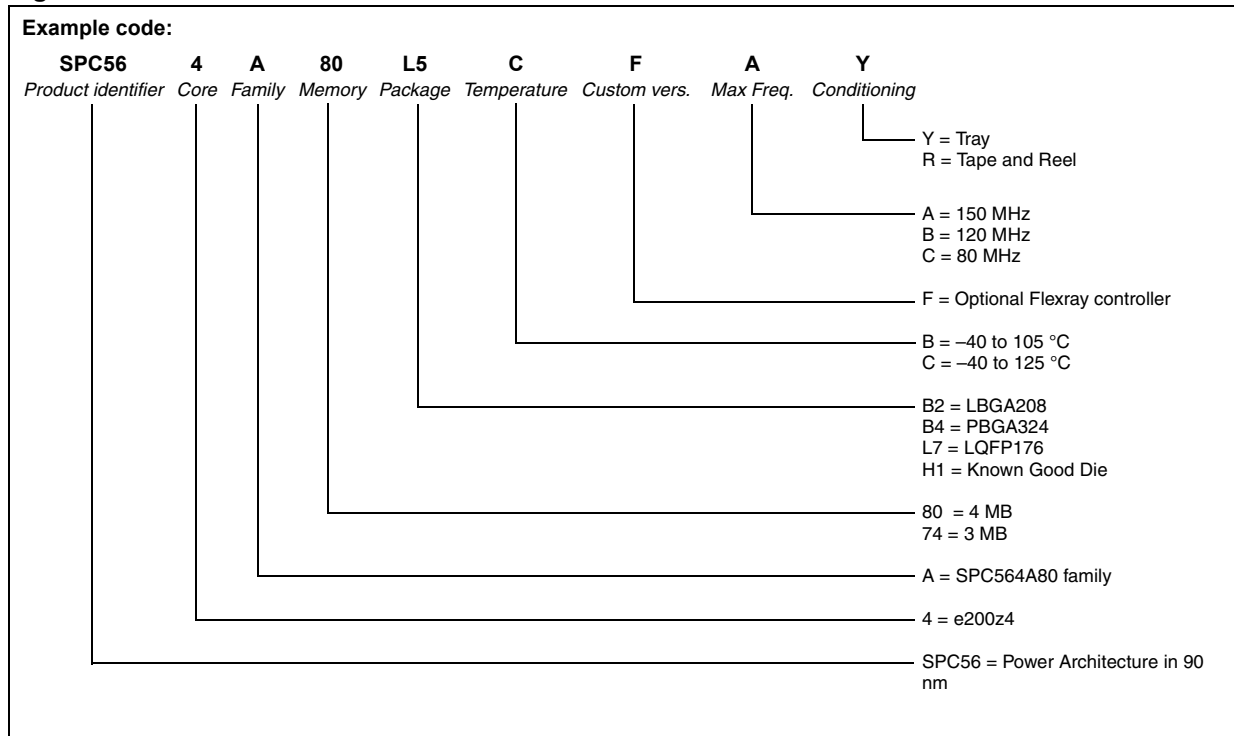 Example code:
SPC56 4 A 80 L5 C F A Y
Product identifier Core Family Memory Package Temperature Custom vers. Max Freq. Conditioning
Y = Tray
R = Tape and Reel
A = 150 MHz
B = 120 MHz
C = 80 MHz
F = Optional Flexray controller
B = –40 to 105 °C
C = –40 to 125 °C
B2 = LBGA208
B4 = PBGA324
L7 = LQFP176
H1 = Known Good Die
80 = 4 MB
74 = 3 MB
A = SPC564A80 family
4 = e200z4
SPC56 = Power Architecture in 90
nm